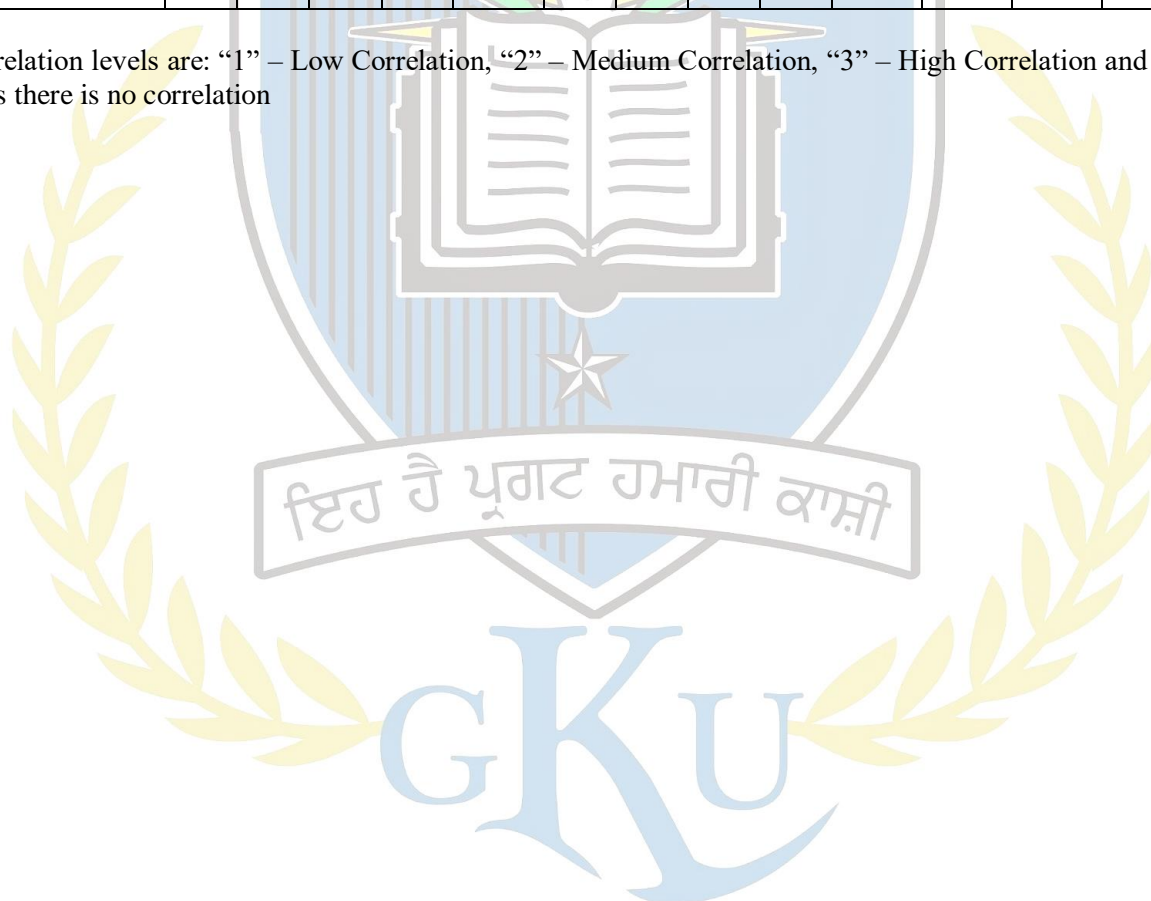 relation levels are: “1” – Low Correlation, “2” – Medium Correlation, “3” – High Correlation and
s there is no correlation
ਇਹ ਹੈ ਪ੍ਰਗਟ ਹਮਾਰੀ ਕਾਸ਼ੀ
GKU